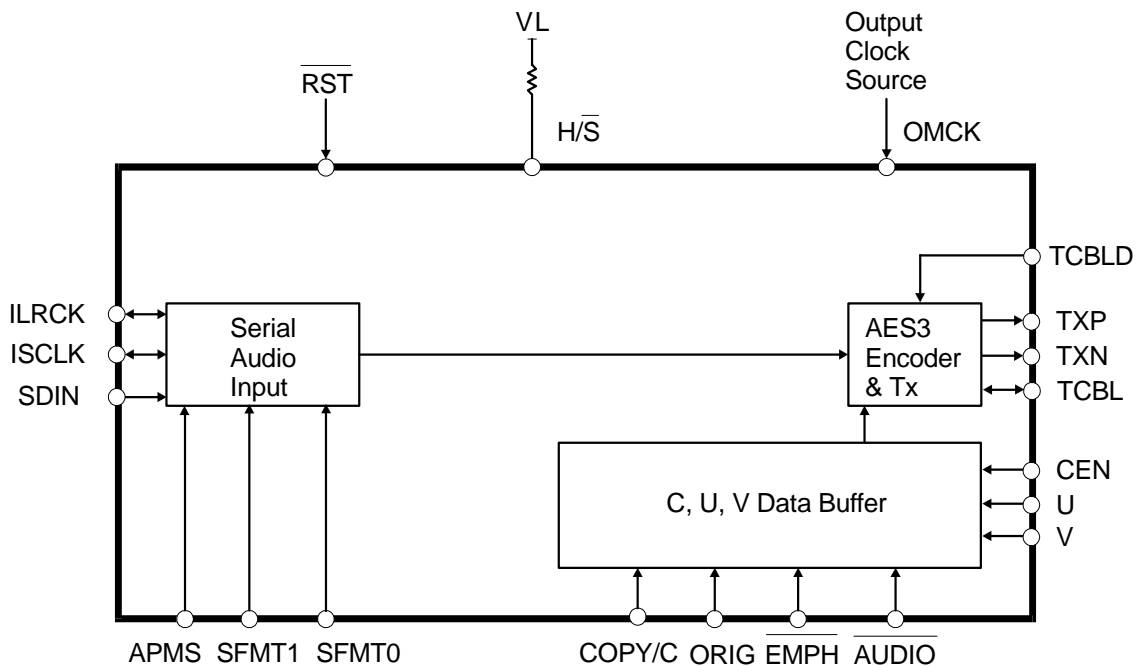 VL
Output
Clock
Source
RST
H/S
OMCK
TCBLD
ILRCK
ISCLK
SDIN
Serial
Audio
Input
AES3
Encoder
& Tx
TXP
TXN
TCBL
C, U, V Data Buffer
CEN
U
V
APMS SFMT1 SFMT0 COPY/C ORIG EMPH AUDIO